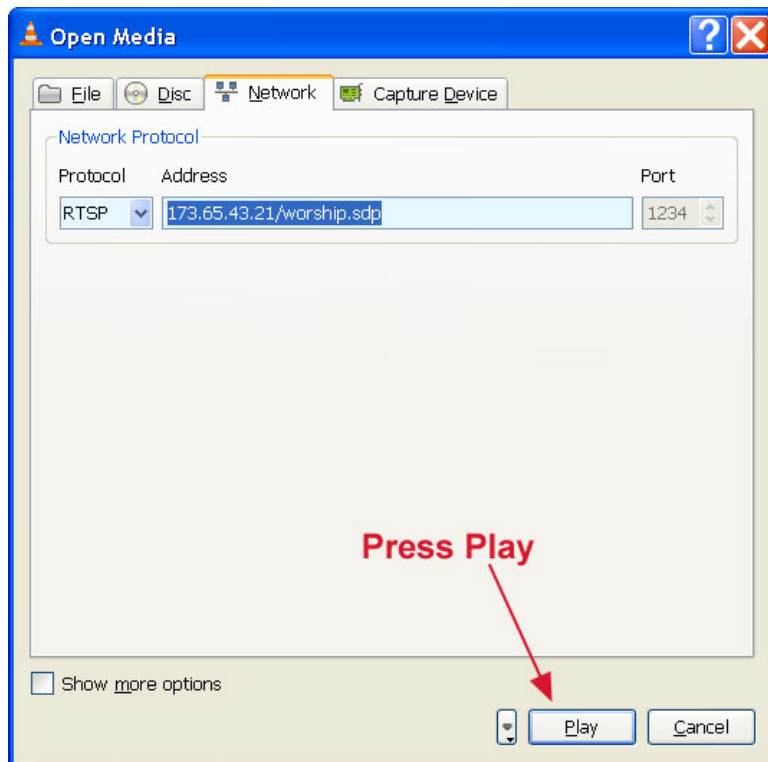 Open Media
File Disc Network Capture Device
Network Protocol
Protocol Address Port
RTSP 173.65.43.21/worship.sdp 1234
Press Play
Show more options
Play Cancel